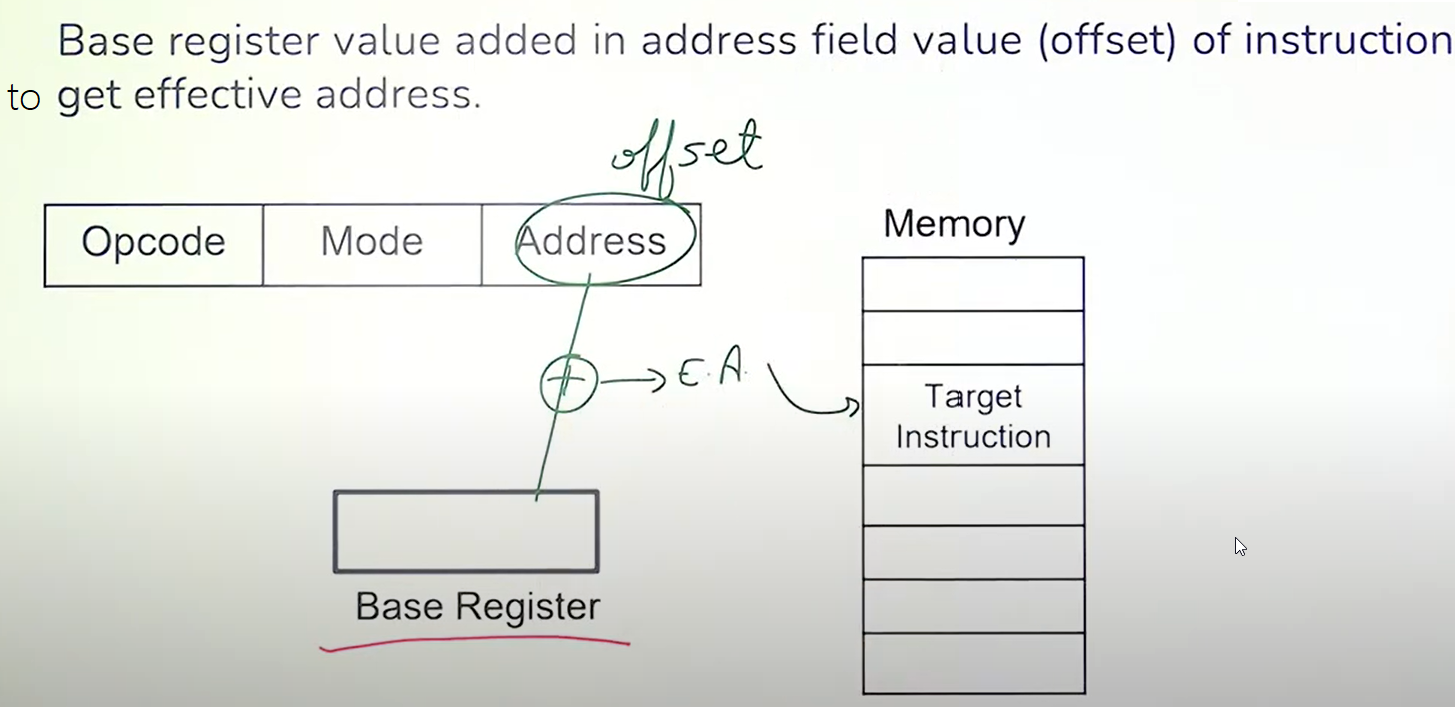 Base register value added in address field value (offset) of instruction
to get effective address.
offset
Opcode Mode Address
Memory
E.A.
Target
Instruction
Base Register